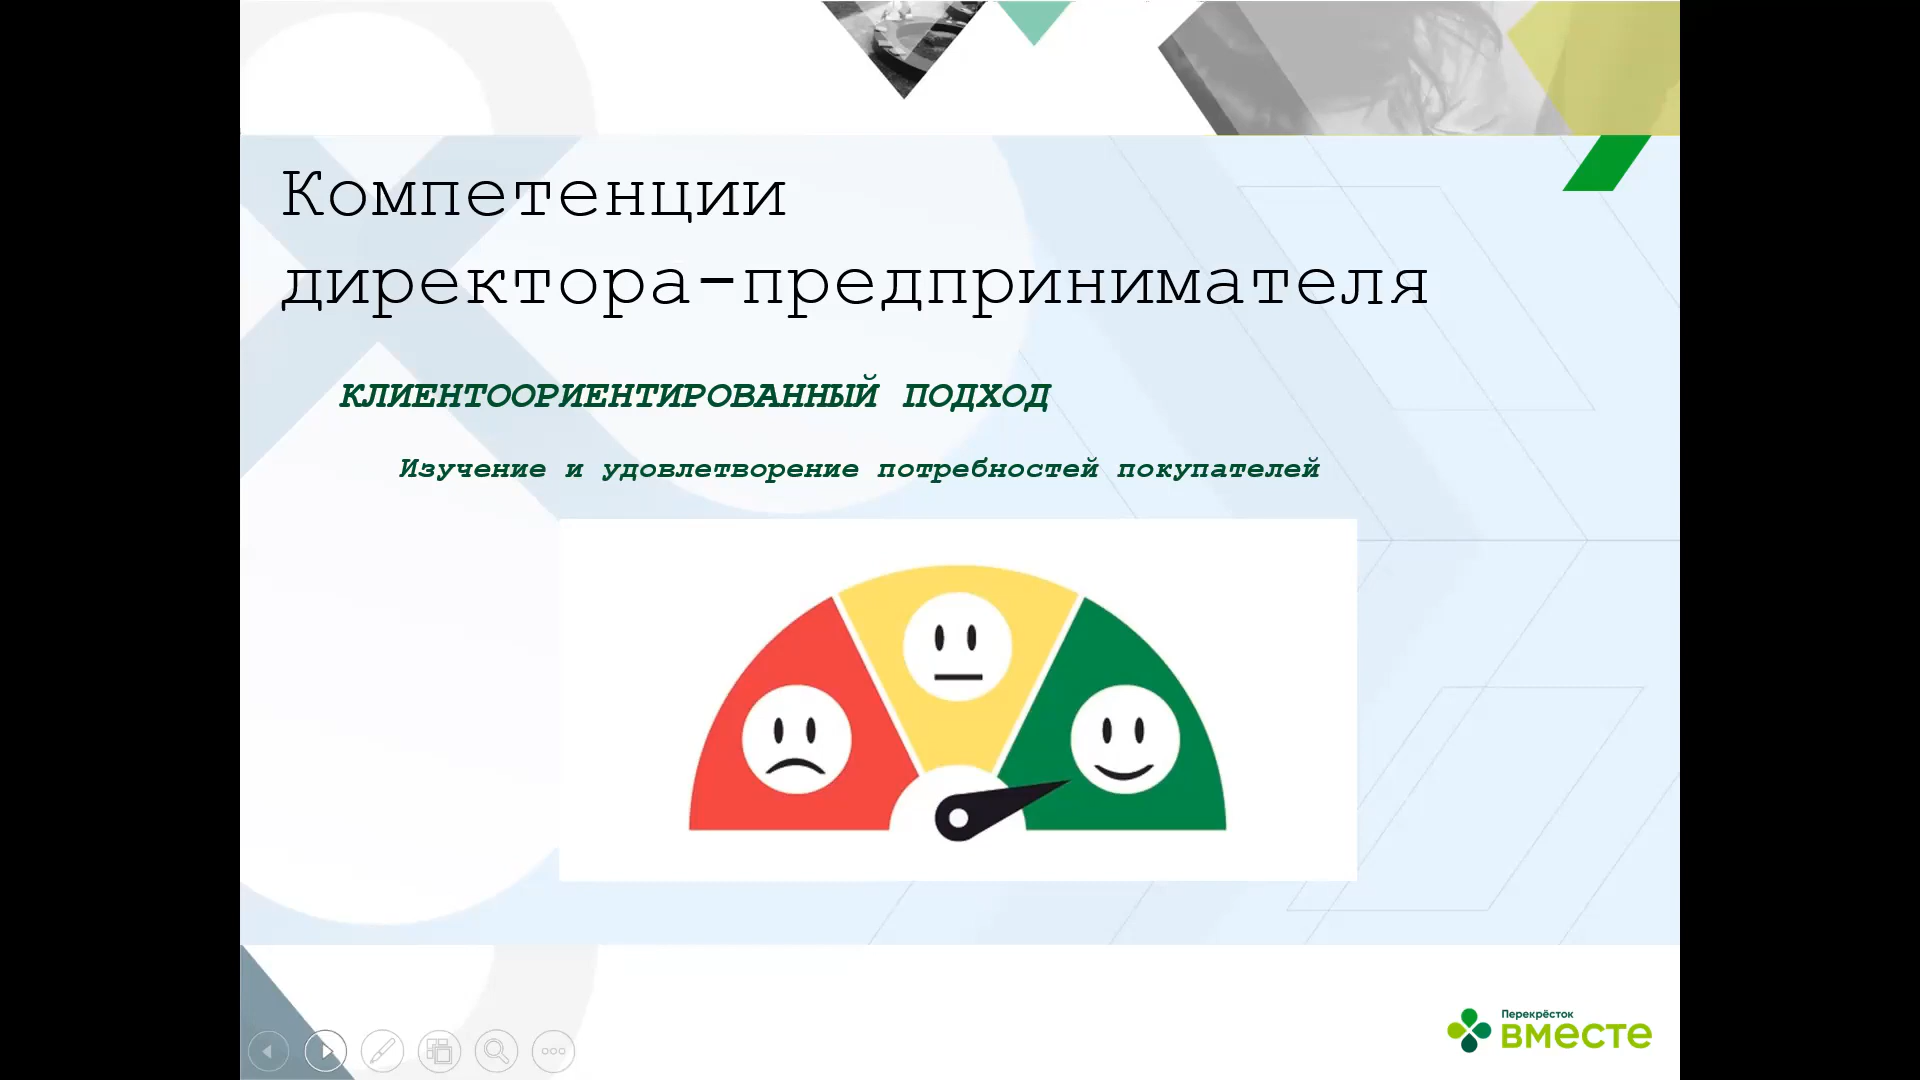 Компетенции
директора-предпринимателя
КЛИЕНТООРИЕНТИРОВАННЫЙ ПОДХОД
Изучение и удовлетворение потребностей покупателей
Перекрёсток
вместе